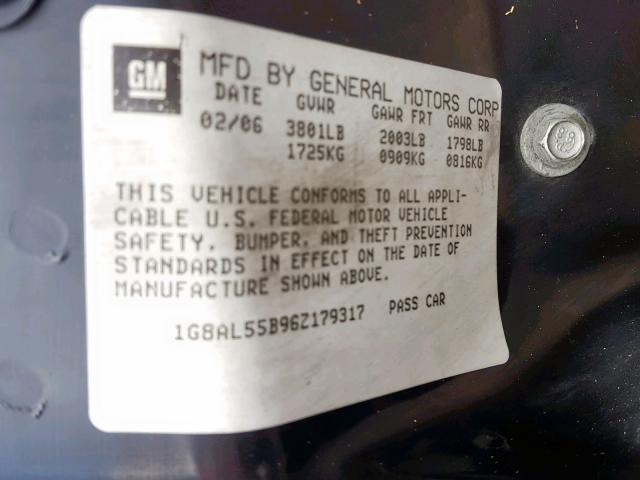 GM
MFD BY GENERAL MOTORS CORP
DATE GVWR GAWR FRT GAWR RR
02/06 3801LB 2003LB 1798LB
1725KG 0909KG 0816KG
THIS VEHICLE CONFORMS TO ALL APPLI-
CABLE U.S. FEDERAL MOTOR VEHICLE
SAFETY, BUMPER, AND THEFT PREVENTION
STANDARDS IN EFFECT ON THE DATE OF
MANUFACTURE SHOWN ABOVE.
1G8AL55B96Z179317 PASS CAR